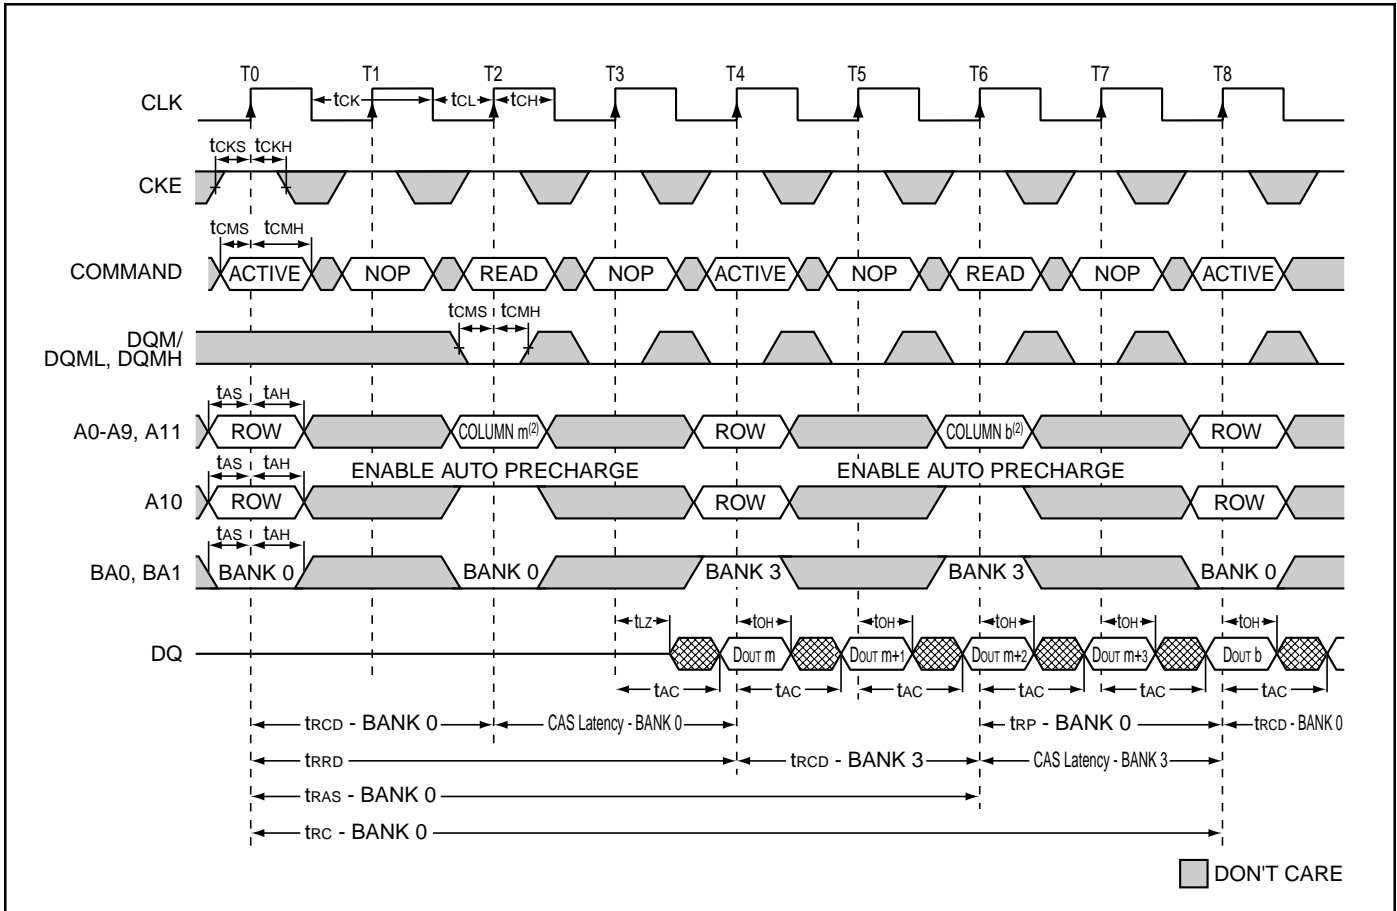 T0 T1 T2 T3 T4 T5 T6 T7 T8
CLK tCK tCL tCH
tCKS tCKH
CKE
tCMS tCMH
COMMAND ACTIVE NOP READ NOP ACTIVE NOP READ NOP ACTIVE
tCMS tCMH
DQM/
DQML, DQMH
tAS tAH
A0-A9, A11 ROW COLUMN m(2) ROW COLUMN b(2) ROW
tAS tAH ENABLE AUTO PRECHARGE ENABLE AUTO PRECHARGE
A10 ROW ROW ROW
tAS tAH
BA0, BA1 BANK 0 BANK 0 BANK 3 BANK 3 BANK 0
tLZ tOH tOH tOH tOH tOH
DQ DOUT m DOUT m+1 DOUT m+2 DOUT m+3 DOUT b
tAC tAC tAC tAC tAC tAC
tRCD - BANK 0 CAS Latency - BANK 0 tRP - BANK 0 tRCD - BANK 0
tRRD tRCD - BANK 3 CAS Latency - BANK 3
tRAS - BANK 0
tRC - BANK 0
DON'T CARE